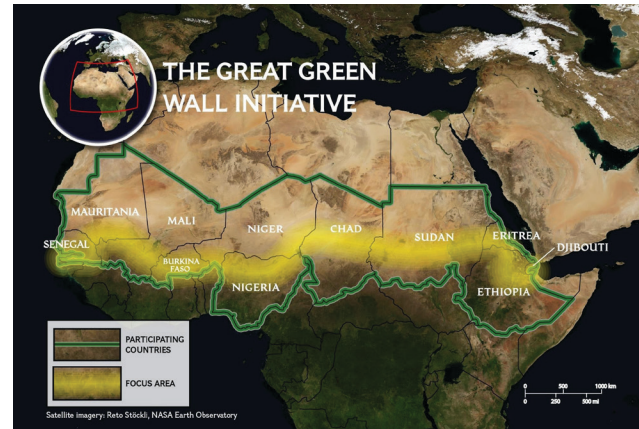 THE GREAT GREEN
WALL INITIATIVE
MAURITANIA
MALI
NIGER
CHAD
SUDAN
ERITREA
DJIBOUTI
SENEGAL
BURKINA
FASO
NIGERIA
ETHIOPIA
PARTICIPATING
COUNTRIES
FOCUS AREA
0 500 1000 km
0 250 500 mi
Satellite imagery: Reto Stöckli, NASA Earth Observatory